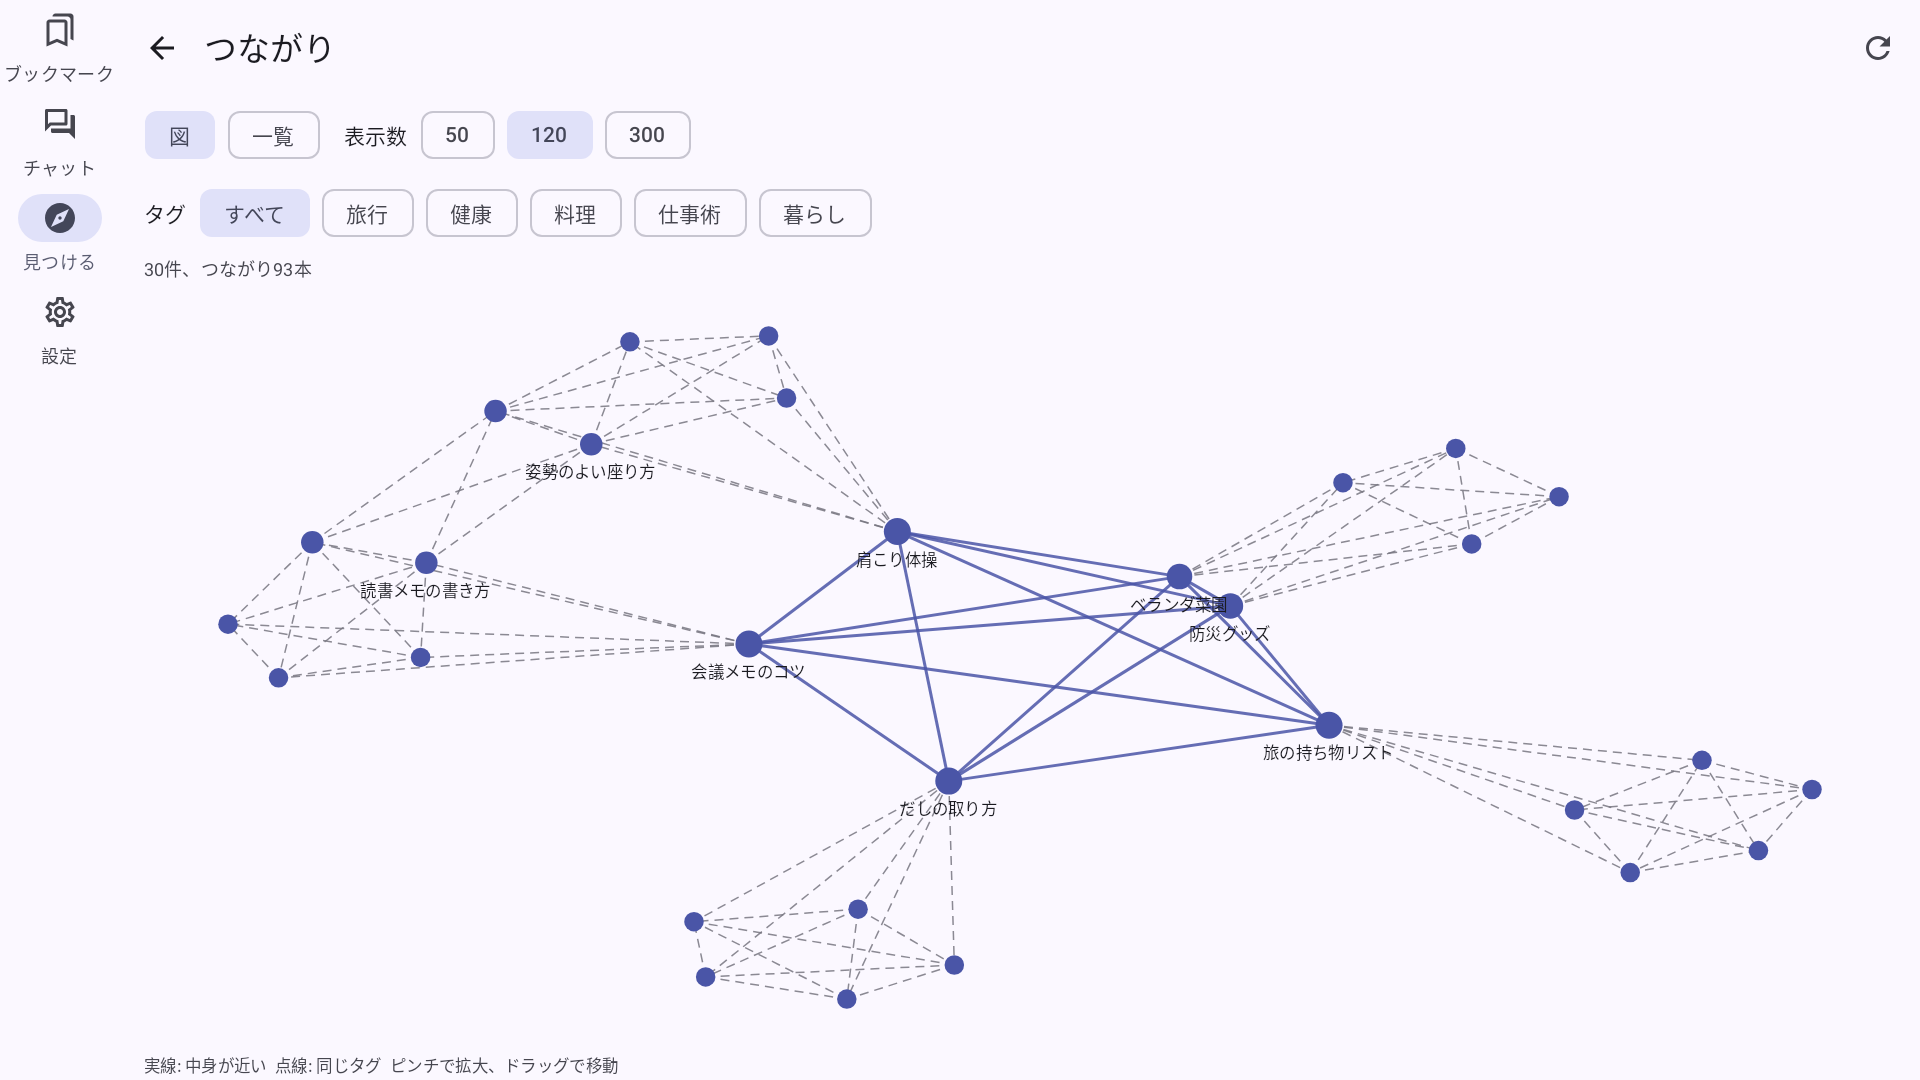 つながり
ブックマーク
チャット
見つける
設定
図 一覧 表示数 50 120 300
タグ すべて 旅行 健康 料理 仕事術 暮らし
30件、つながり93本
姿勢のよい座り方
肩こり体操
読書メモの書き方
ベランダ菜園
防災グッズ
会議メモのコツ
旅の持ち物リスト
だしの取り方
実線: 中身が近い 点線: 同じタグ ピンチで拡大、ドラッグで移動